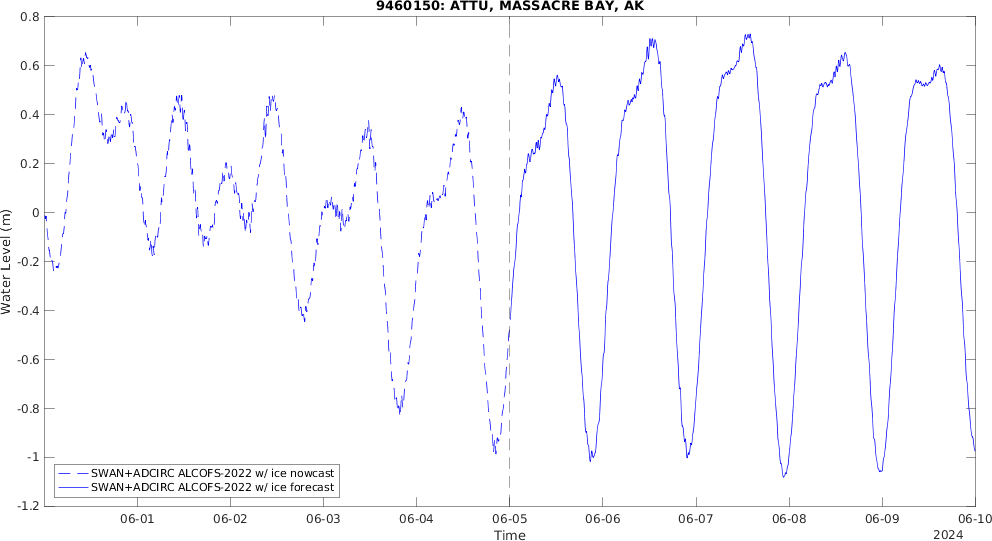 9460150: ATTU, MASSACRE BAY, AK
Water Level (m)
0.8
0.6
0.4
0.2
0
-0.2
-0.4
-0.6
-0.8
-1
-1.2
SWAN+ADCIRC ALCOFS-2022 w/ ice nowcast
SWAN+ADCIRC ALCOFS-2022 w/ ice forecast
06-01 06-02 06-03 06-04 06-05 06-06 06-07 06-08 06-09 06-10
Time
2024